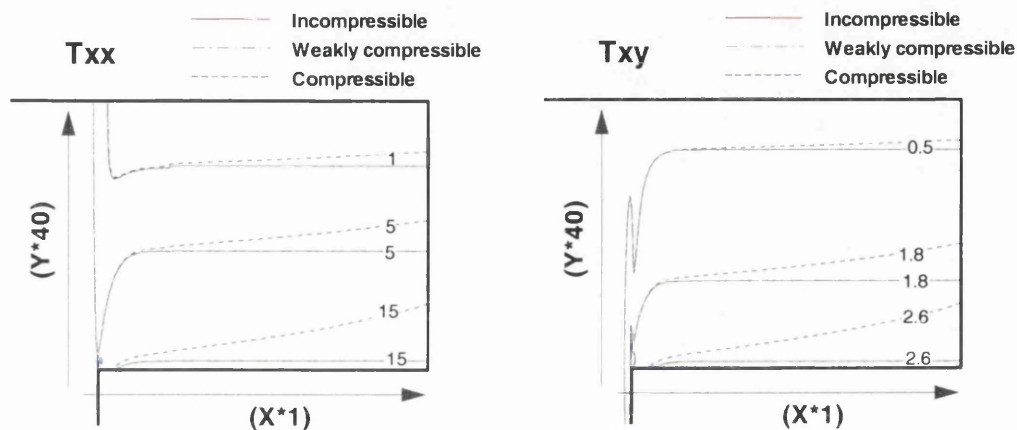 Txx
Incompressible
Weakly compressible
Compressible
1
5
5
15
15
(Y*40)
(X*1)
Txy
Incompressible
Weakly compressible
Compressible
0.5
1.8
1.8
2.6
2.6
(Y*40)
(X*1)